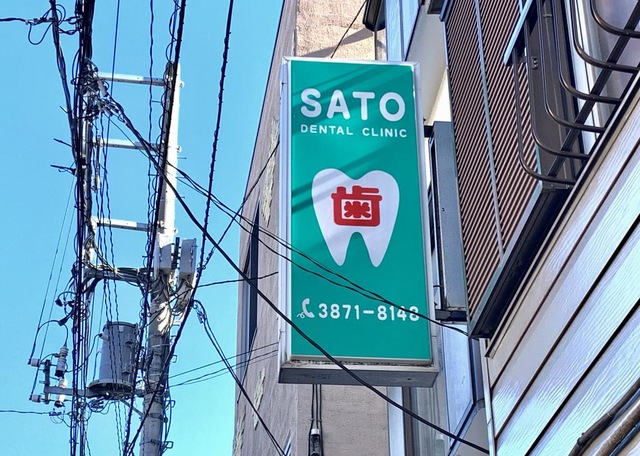 SATO
DENTAL CLINIC
歯
3871-8148